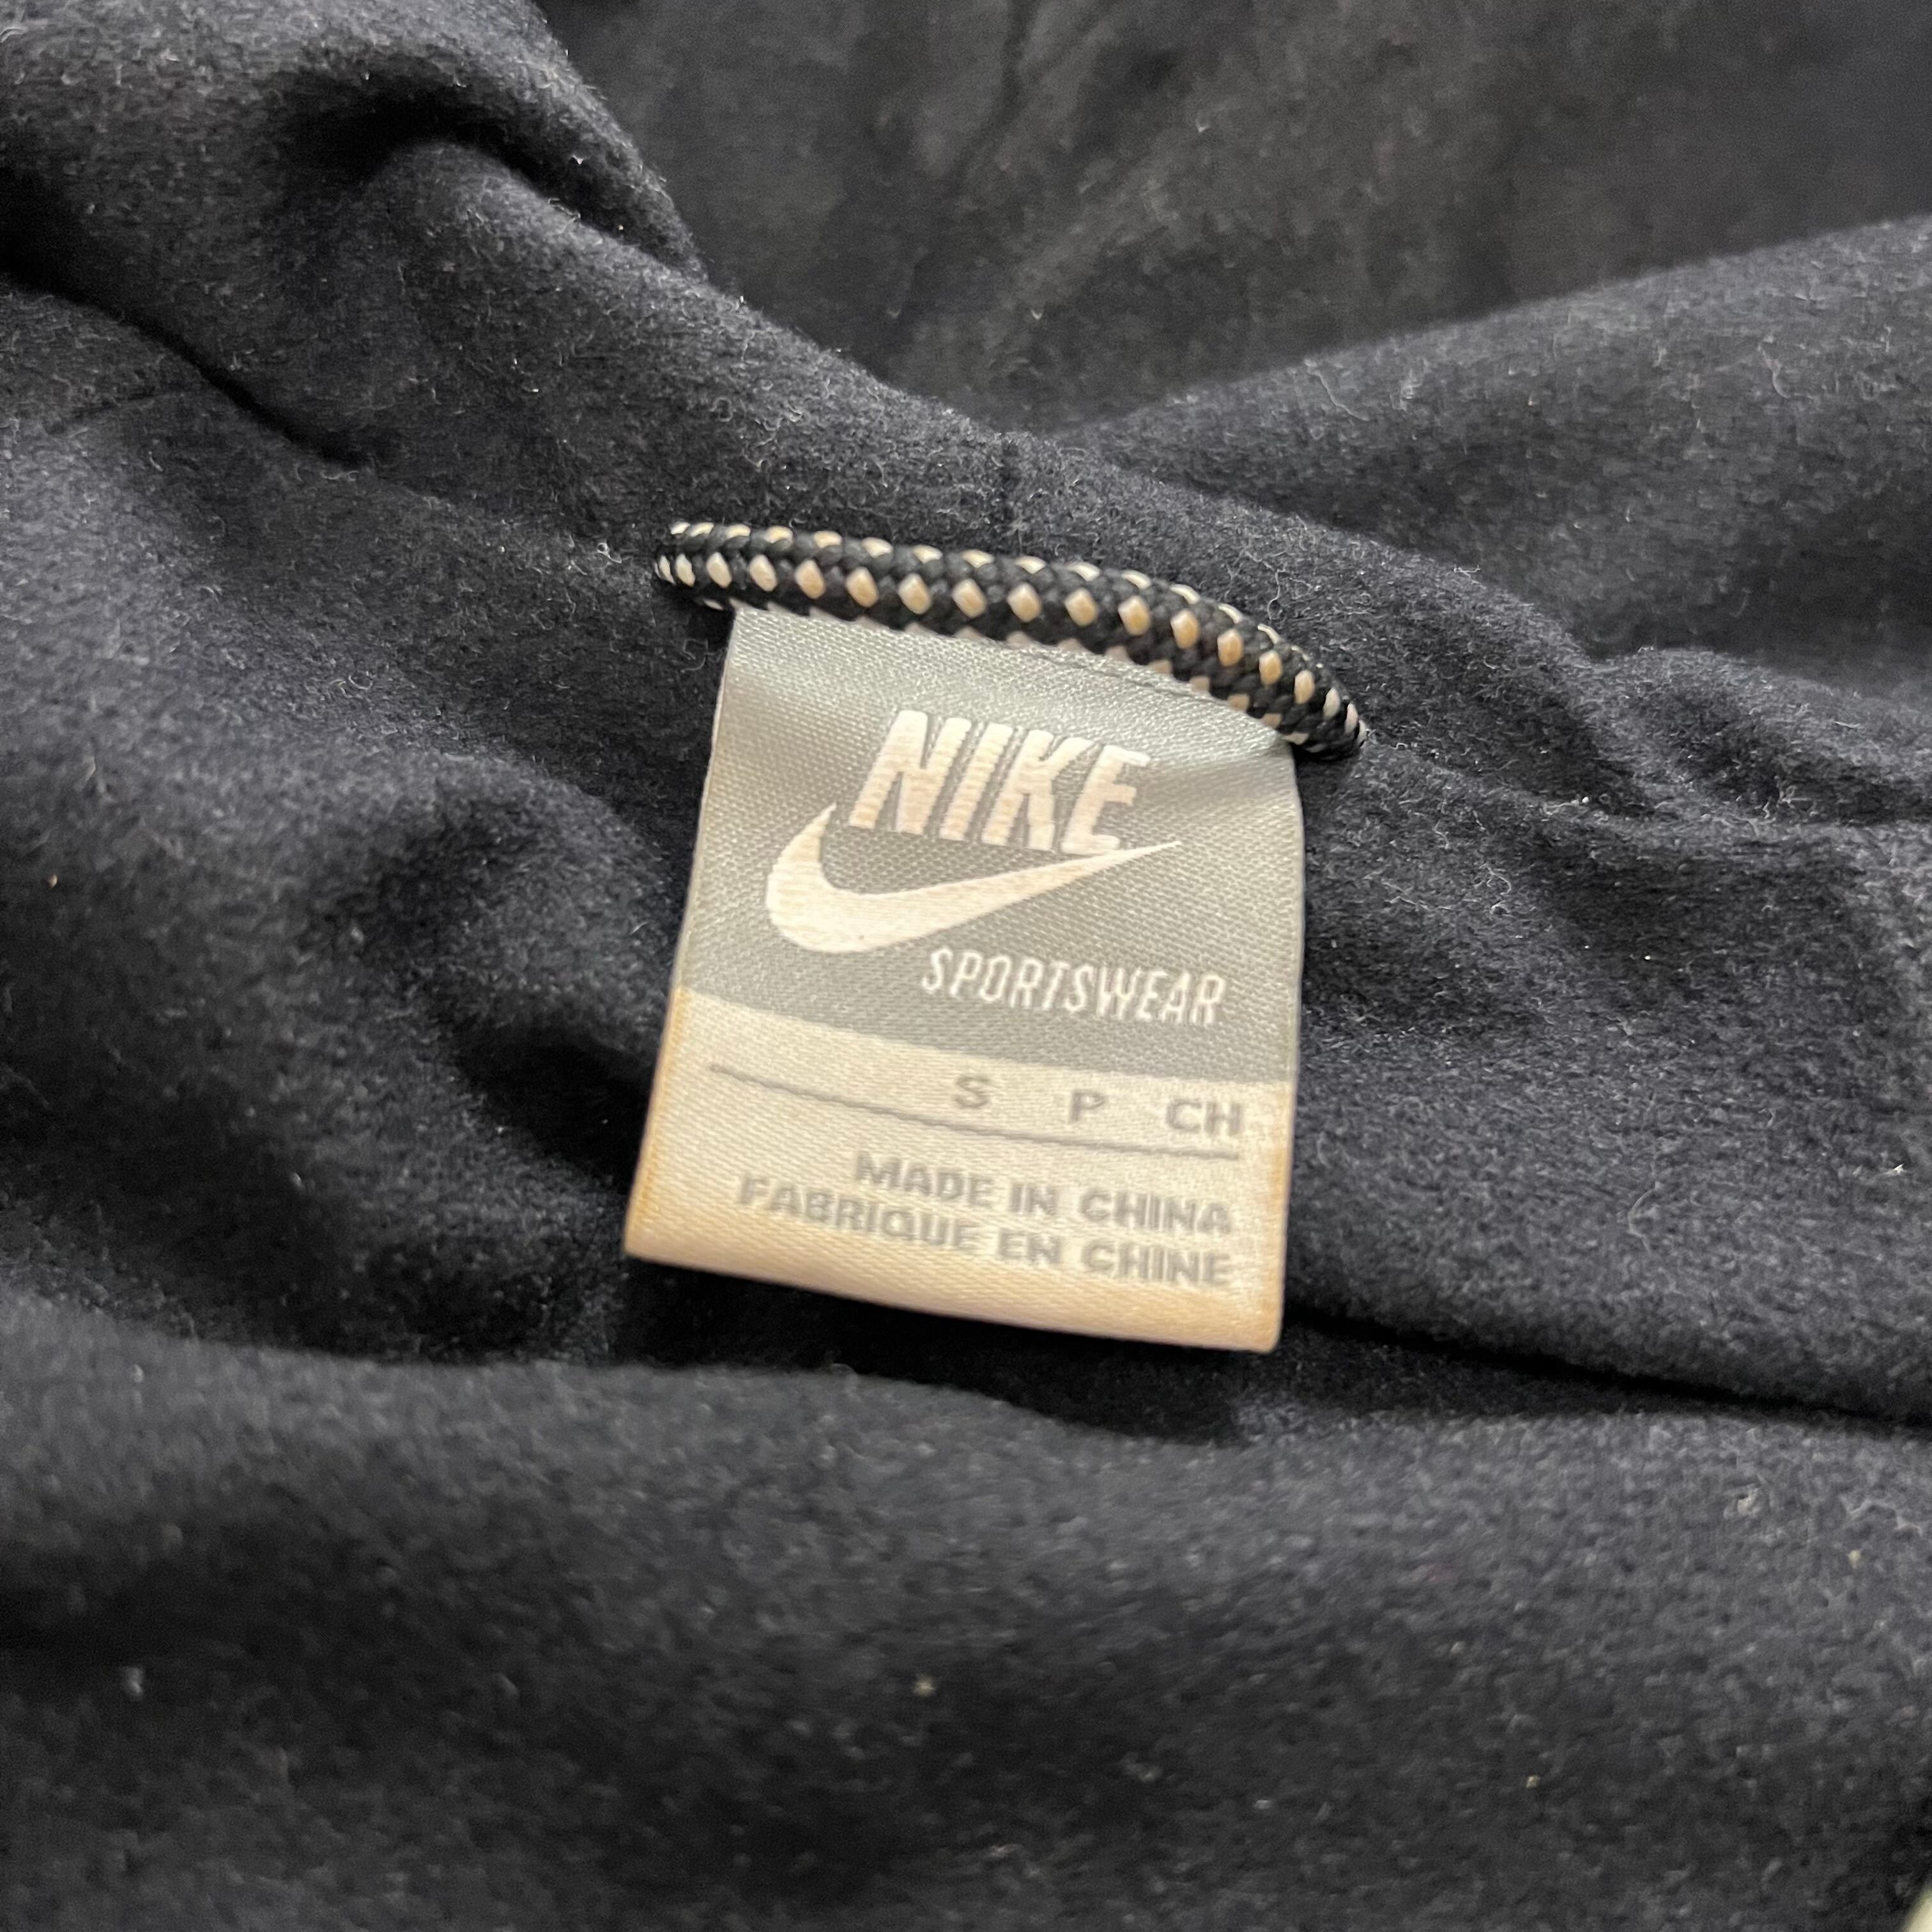 NIKE
SPORTSWEAR
S P CH
MADE IN CHINA
FABRIQUE EN CHINE